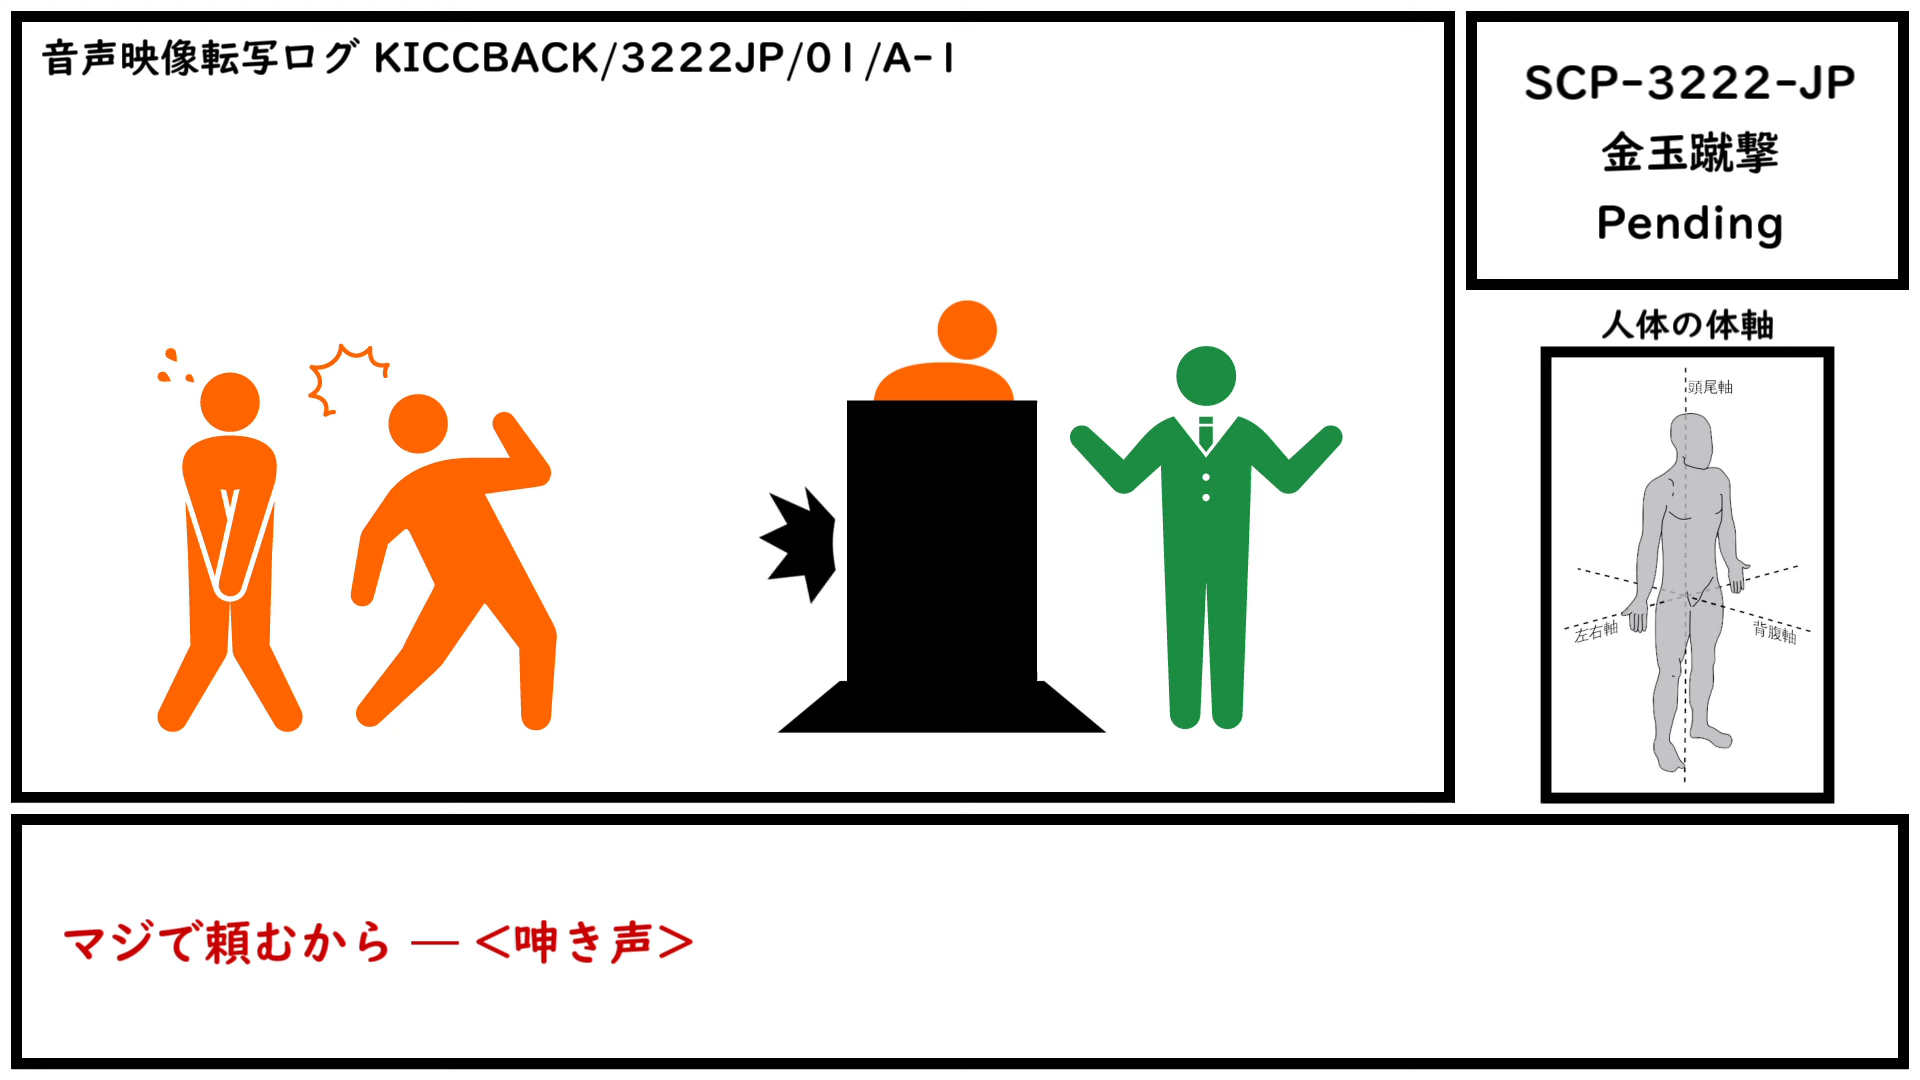 音声映像転写ログ KICCBACK/3222JP/01/A-1
SCP-3222-JP
金玉蹴撃
Pending
人体の体軸
頭尾軸
左右軸
背腹軸
マジで頼むから ― <呻き声>